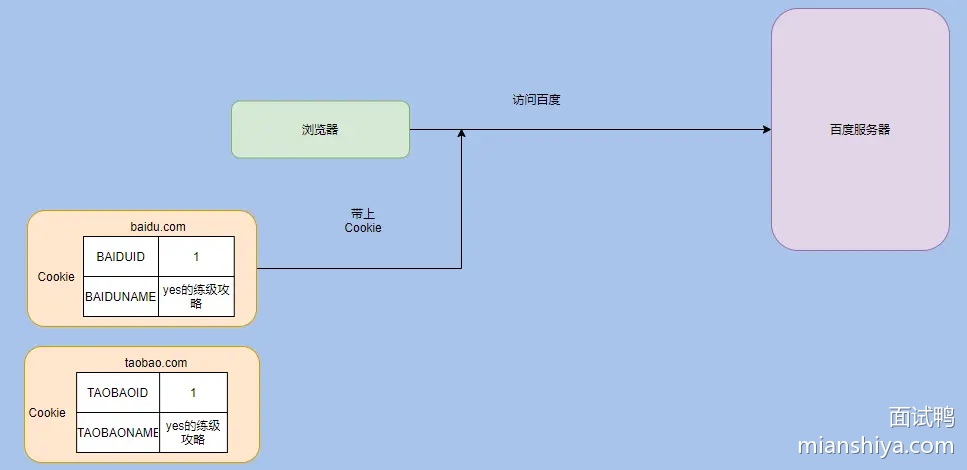 访问百度
浏览器
百度服务器
带上
Cookie
baidu.com
Cookie
BAIDUID
1
BAIDUNAME
yes的练级攻
略
taobao.com
Cookie
TAOBAOID
1
TAOBAONAME
yes的练级
攻略
面试鸭
mianshiya.com